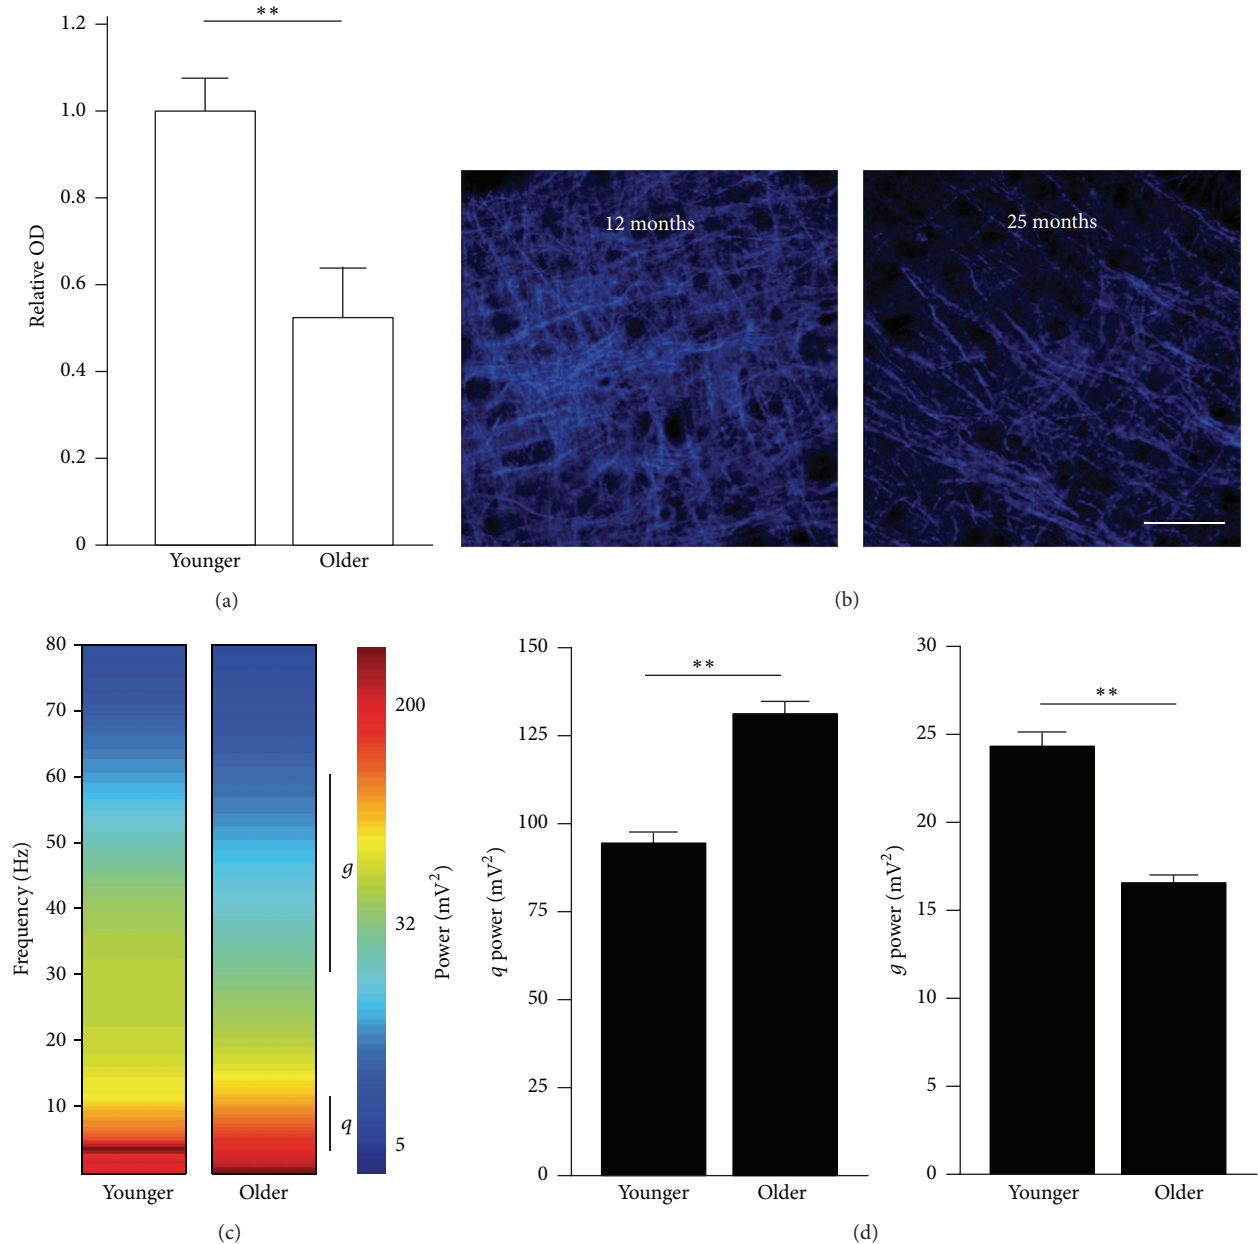 **
1.2
1.0
0.8
0.6
0.4
0.2
0
Relative OD
Younger
Older
(a)
12 months
25 months
(b)
80
70
60
50
40
30
20
10
Frequency (Hz)
Younger
Older
g
q
200
32
5
Power (mV²)
(c)
**
150
125
100
75
50
25
0
q power (mV²)
Younger
Older
**
30
25
20
15
10
5
0
g power (mV²)
Younger
Older
(d)